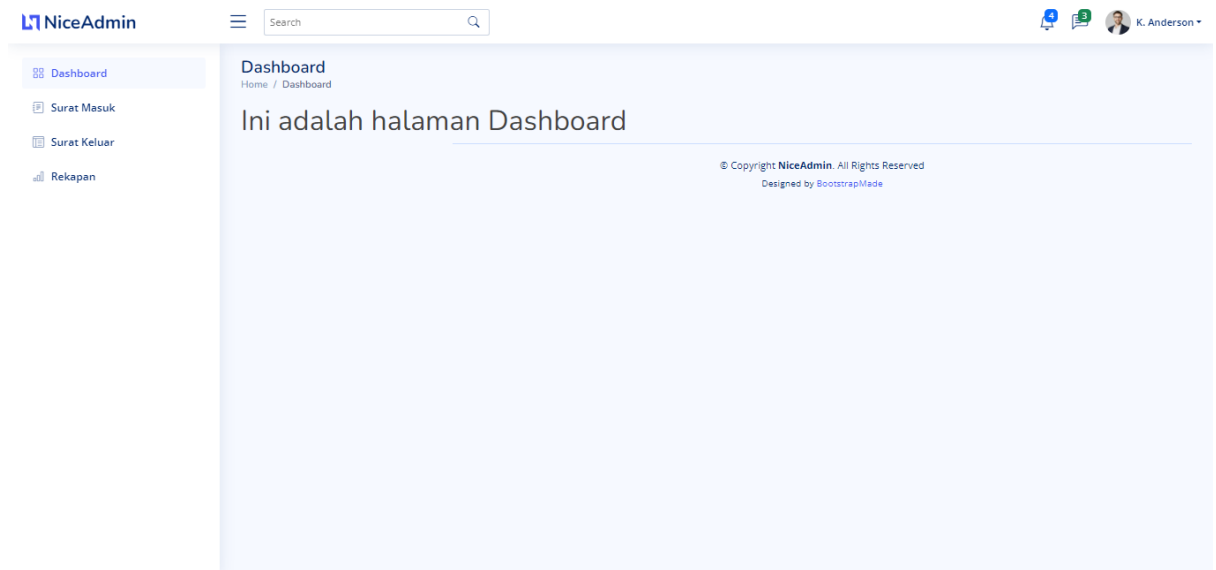 NiceAdmin
Search
4
3
K. Anderson
Dashboard
Surat Masuk
Surat Keluar
Rekapan
Dashboard
Home / Dashboard
Ini adalah halaman Dashboard
© Copyright NiceAdmin. All Rights Reserved
Designed by BootstrapMade